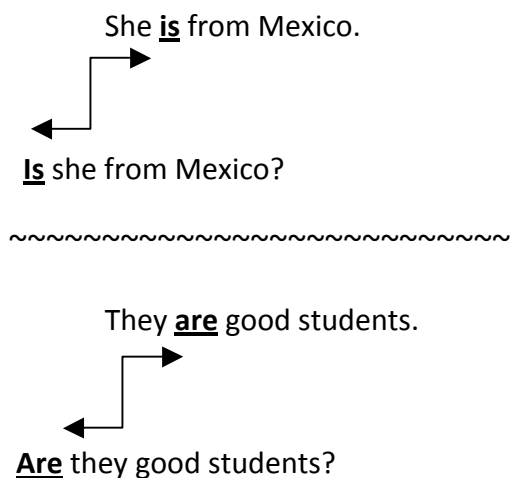 She is from Mexico.
Is she from Mexico?
~~~~~~~~~~~~~~~~~~~~~~~~~~~
They are good students.
Are they good students?